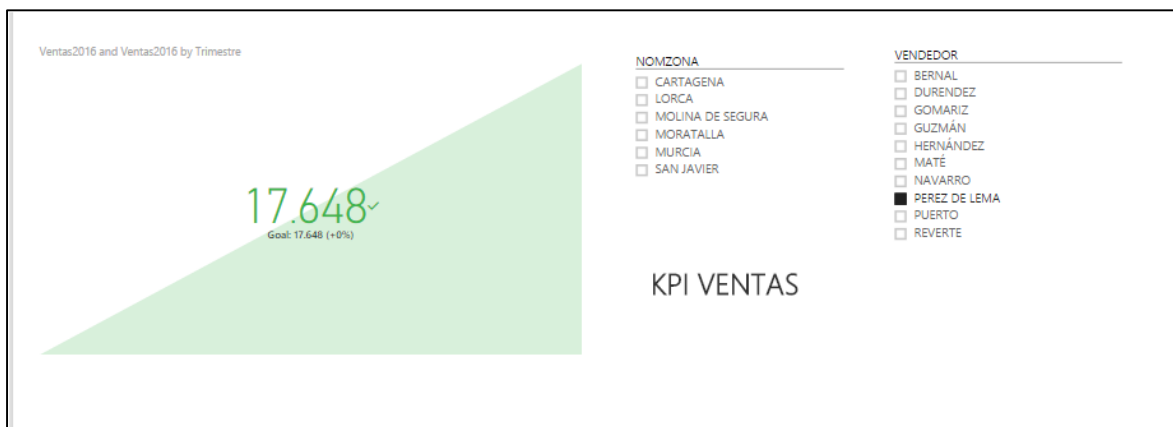 Ventas2016 and Ventas2016 by Trimestre
17.648
Goal: 17.648 (+0%)
NOMZONA
CARTAGENA
LORCA
MOLINA DE SEGURA
MORATALLA
MURCIA
SAN JAVIER
VENDEDOR
BERNAL
DURENDEZ
GOMARIZ
GUZMÁN
HERNÁNDEZ
MATÉ
NAVARRO
PEREZ DE LEMA
PUERTO
REVERTE
KPI VENTAS